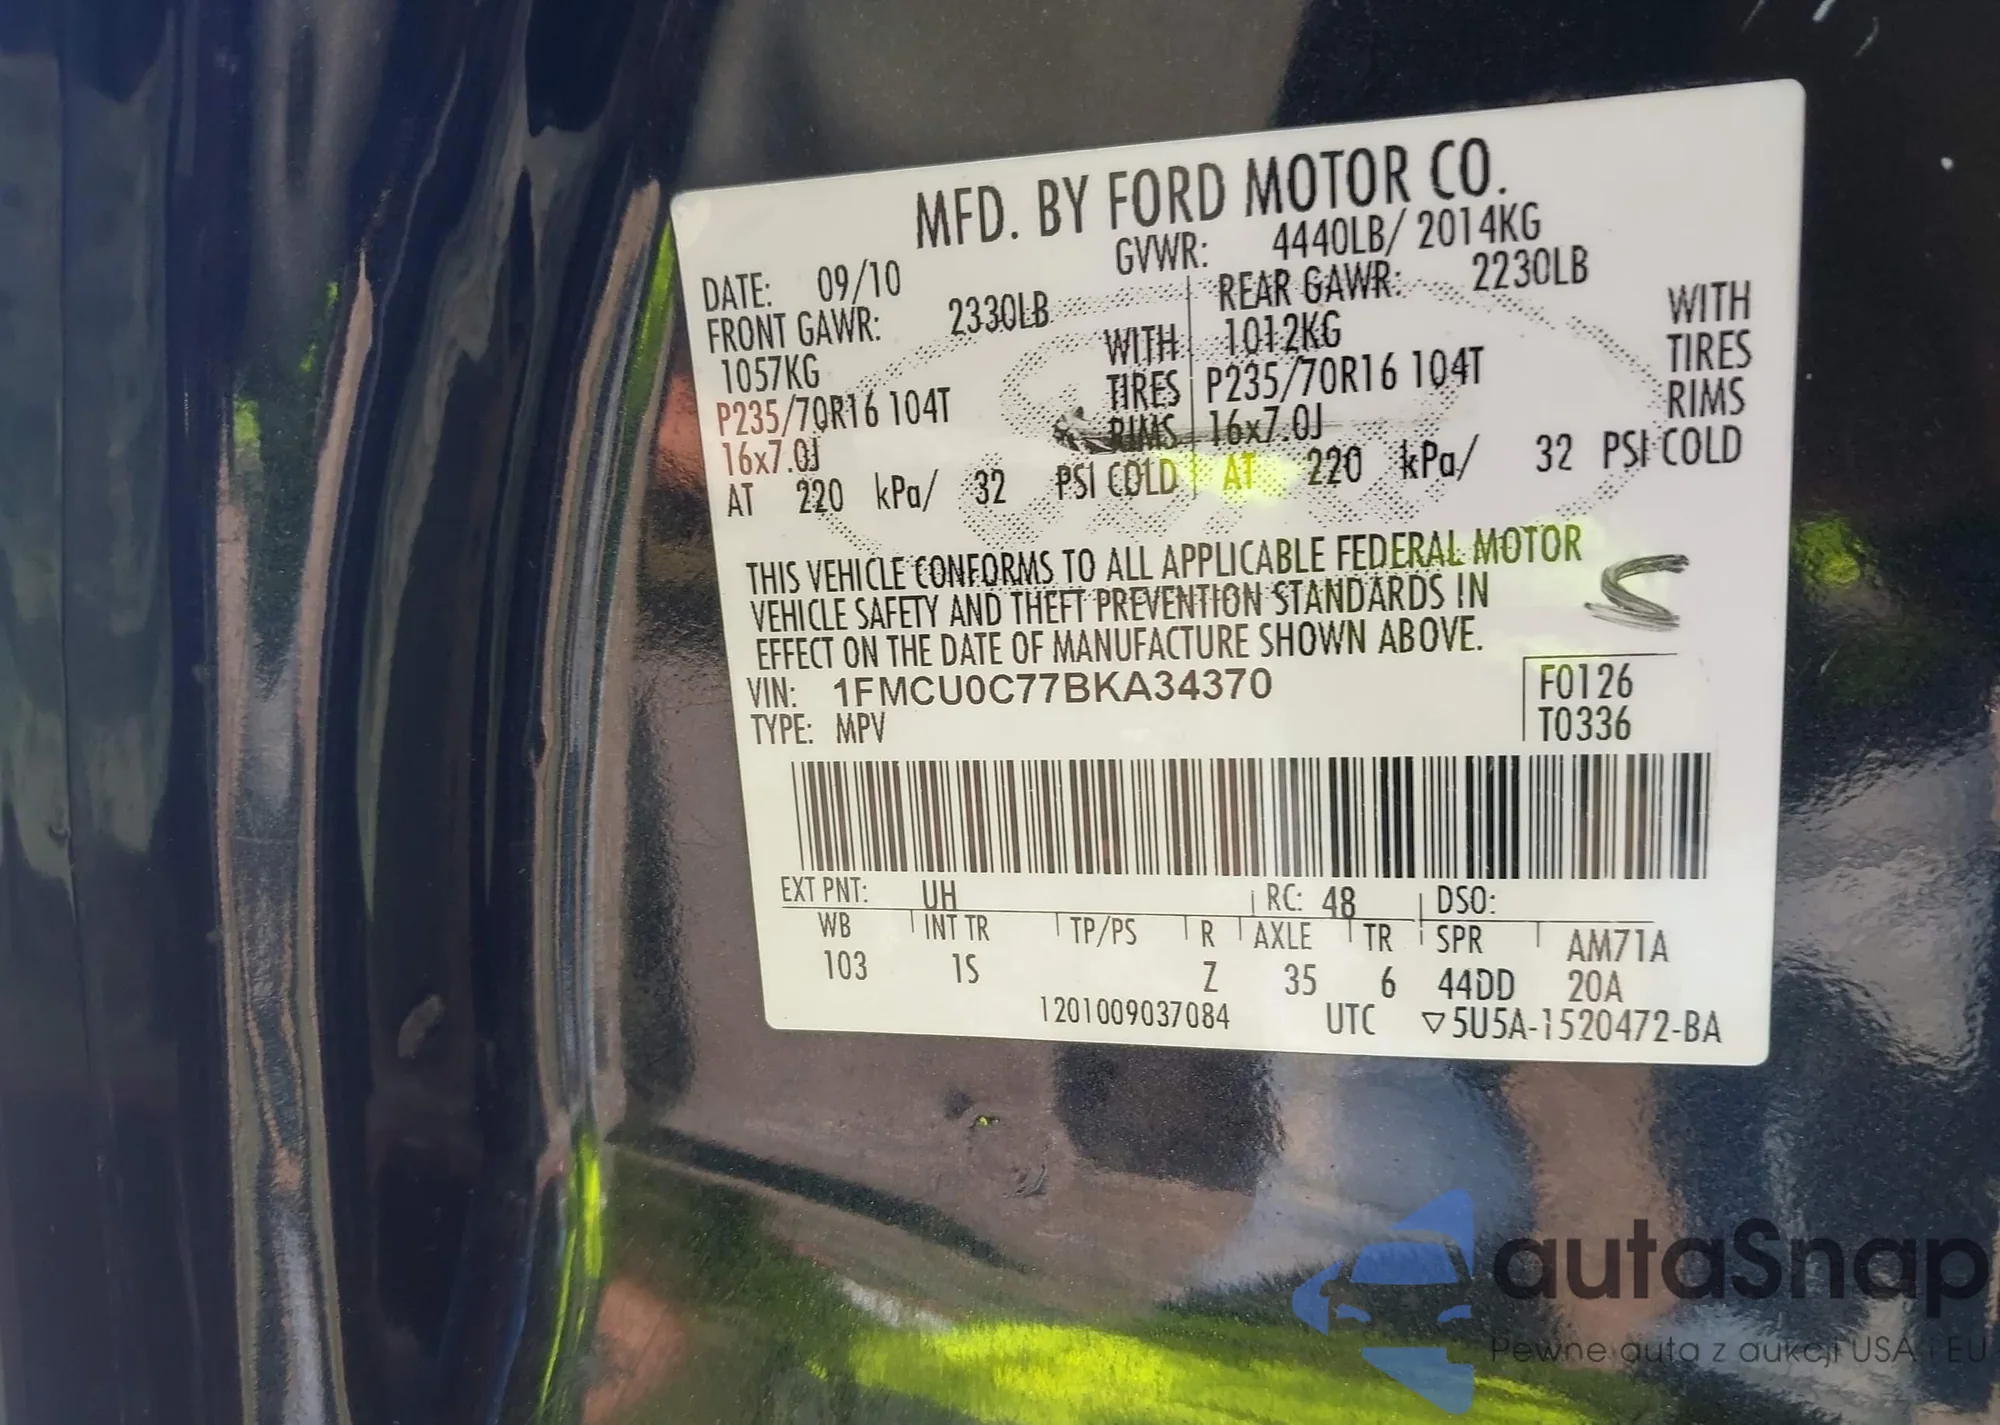 MFD. BY FORD MOTOR CO.
DATE: 09/10 GVWR: 4440LB/ 2014KG
FRONT GAWR: 2330LB REAR GAWR: 2230LB
1057KG WITH 1012KG WITH
P235/70R16 104T TIRES P235/70R16 104T TIRES
16x7.0J RIMS 16x7.0J RIMS
AT 220 kPa/ 32 PSI COLD AT 220 kPa/ 32 PSI COLD
THIS VEHICLE CONFORMS TO ALL APPLICABLE FEDERAL MOTOR
VEHICLE SAFETY AND THEFT PREVENTION STANDARDS IN
EFFECT ON THE DATE OF MANUFACTURE SHOWN ABOVE.
S
VIN: 1FMCU0C77BKA34370 F0126
TYPE: MPV T0336
EXT PNT: UH RC: 48 DSO:
WB INT TR TP/PS R AXLE TR SPR AM71A
103 1S Z 35 6 44DD 20A
1201009037084 UTC ▽5U5A-1520472-BA
autaSnap
Pewne auta z aukcji USA i EU